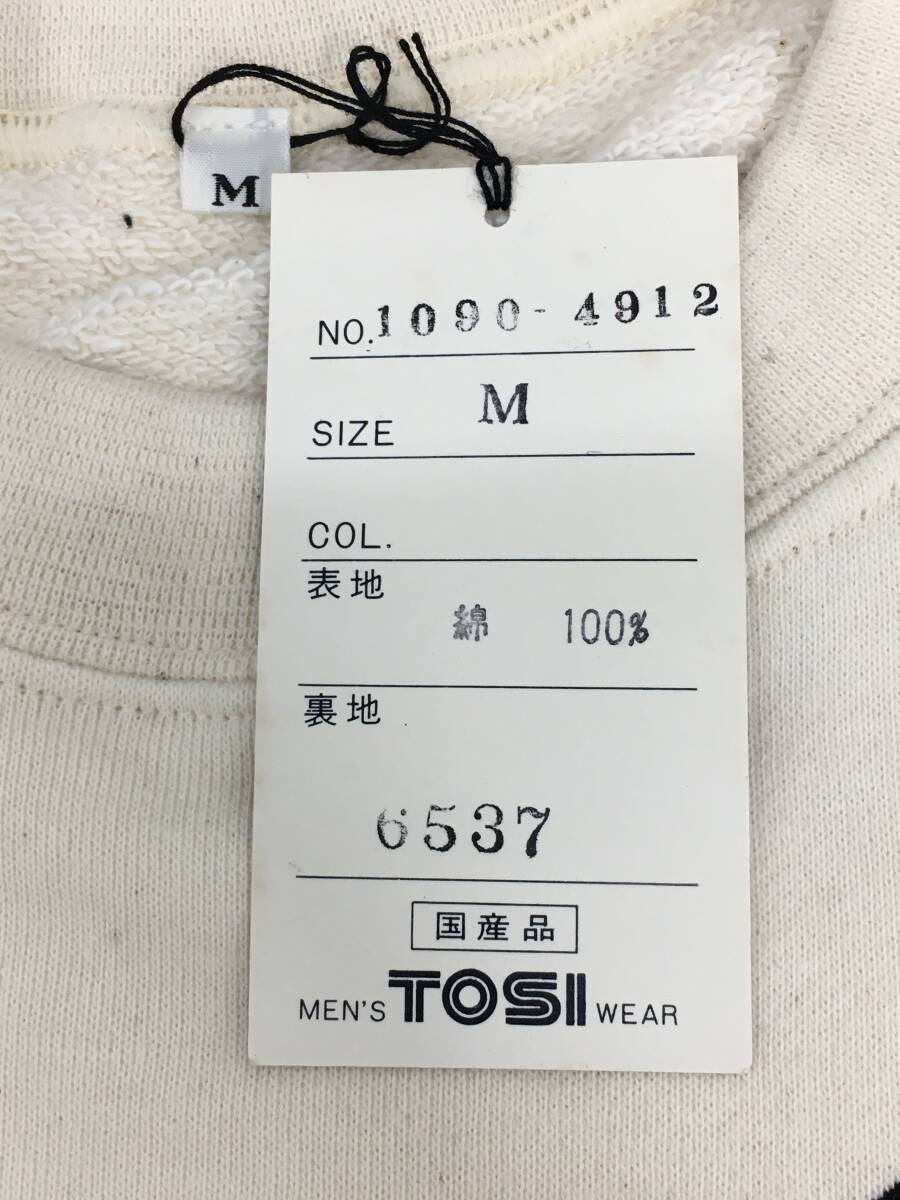 M
NO. 1090-4912
SIZE M
COL.
表地
綿 100%
裏地
6537
国産品
MEN'S TOSI WEAR